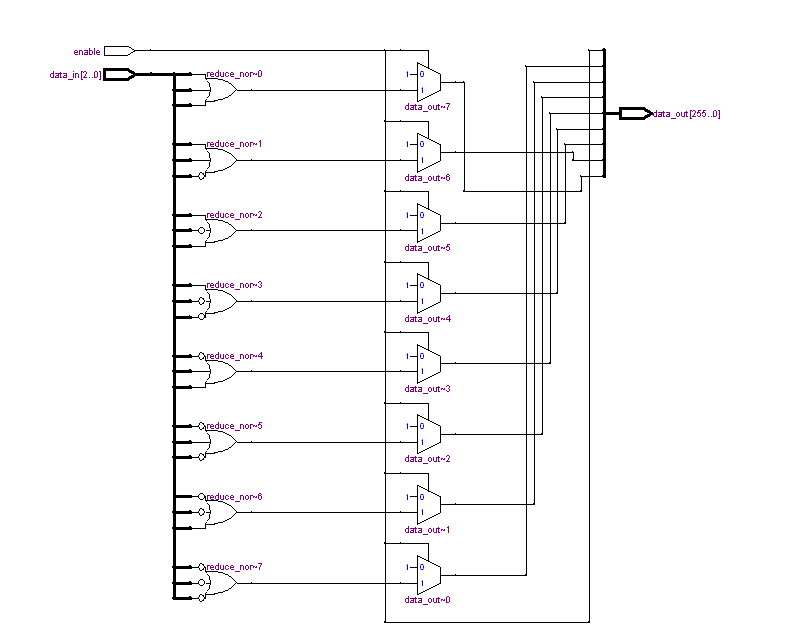 enable
data_in[2..0]
reduce_nor~0
1
0
1
data_out~7
data_out[255..0]
reduce_nor~1
1
0
1
data_out~6
reduce_nor~2
1
0
1
data_out~5
reduce_nor~3
1
0
1
data_out~4
reduce_nor~4
1
0
1
data_out~3
reduce_nor~5
1
0
1
data_out~2
reduce_nor~6
1
0
1
data_out~1
reduce_nor~7
1
0
1
data_out~0